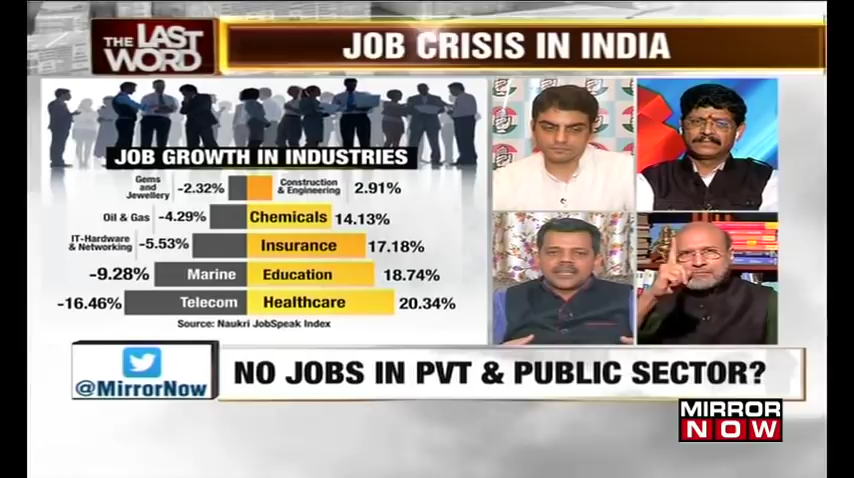 THE LAST WORD
JOB CRISIS IN INDIA
JOB GROWTH IN INDUSTRIES
Gems and Jewellery -2.32% Construction & Engineering 2.91%
Oil & Gas -4.29% Chemicals 14.13%
IT-Hardware & Networking -5.53% Insurance 17.18%
-9.28% Marine Education 18.74%
-16.46% Telecom Healthcare 20.34%
Source: Naukri JobSpeak Index
@MirrorNow
NO JOBS IN PVT & PUBLIC SECTOR?
MIRROR
NOW